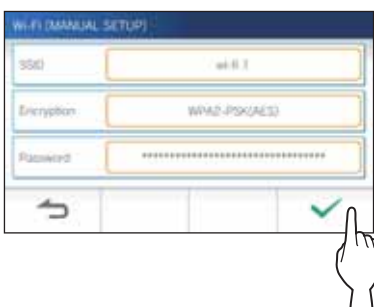 Wi-Fi (MANUAL SETUP)
SSID wi-fi 1
Encryption WPA2-PSK(AES)
Password **********************************